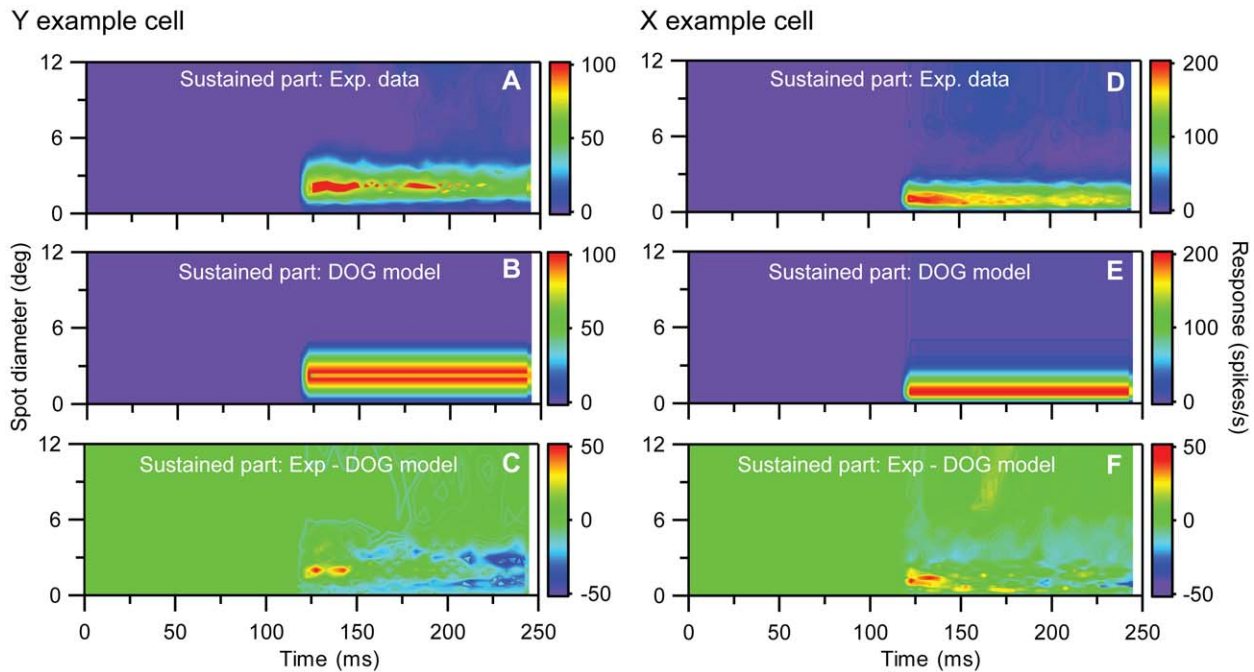 Y example cell
X example cell
Sustained part: Exp. data
A
12
6
0
100
50
0
Sustained part: Exp. data
D
12
6
0
200
100
0
Sustained part: DOG model
B
12
6
0
100
50
0
Sustained part: DOG model
E
12
6
0
200
100
0
Sustained part: Exp - DOG model
C
12
6
0
50
0
-50
Sustained part: Exp - DOG model
F
12
6
0
50
0
-50
Spot diameter (deg)
Response (spikes/s)
0 50 100 150 200 250
0 50 100 150 200 250
Time (ms)
Time (ms)